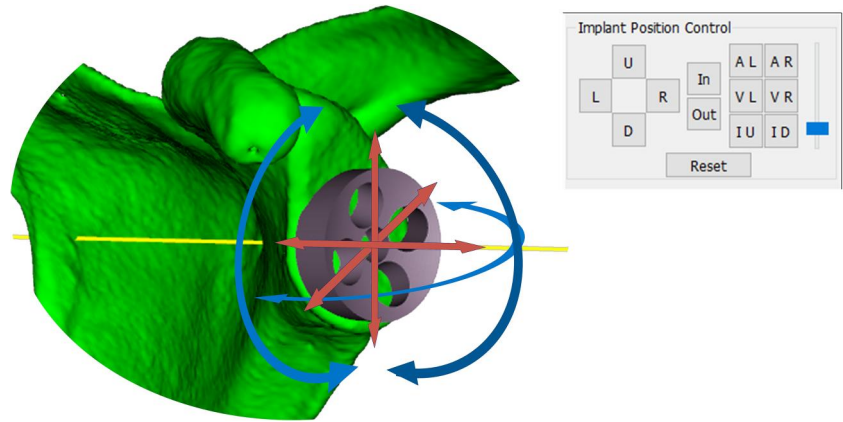 Implant Position Control
U
In
A L
A R
L
R
V L
V R
Out
D
I U
I D
Reset